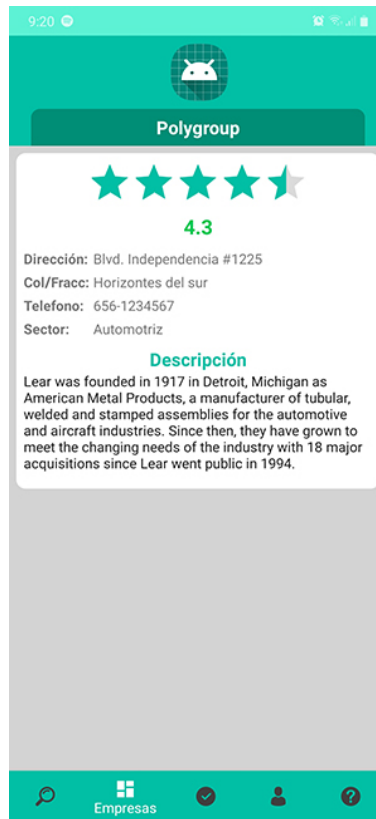 9:20
Polygroup
4.3
Dirección: Blvd. Independencia #1225
Col/Fracc: Horizontes del sur
Telefono: 656-1234567
Sector: Automotriz
Descripción
Lear was founded in 1917 in Detroit, Michigan as
American Metal Products, a manufacturer of tubular,
welded and stamped assemblies for the automotive
and aircraft industries. Since then, they have grown to
meet the changing needs of the industry with 18 major
acquisitions since Lear went public in 1994.
Empresas